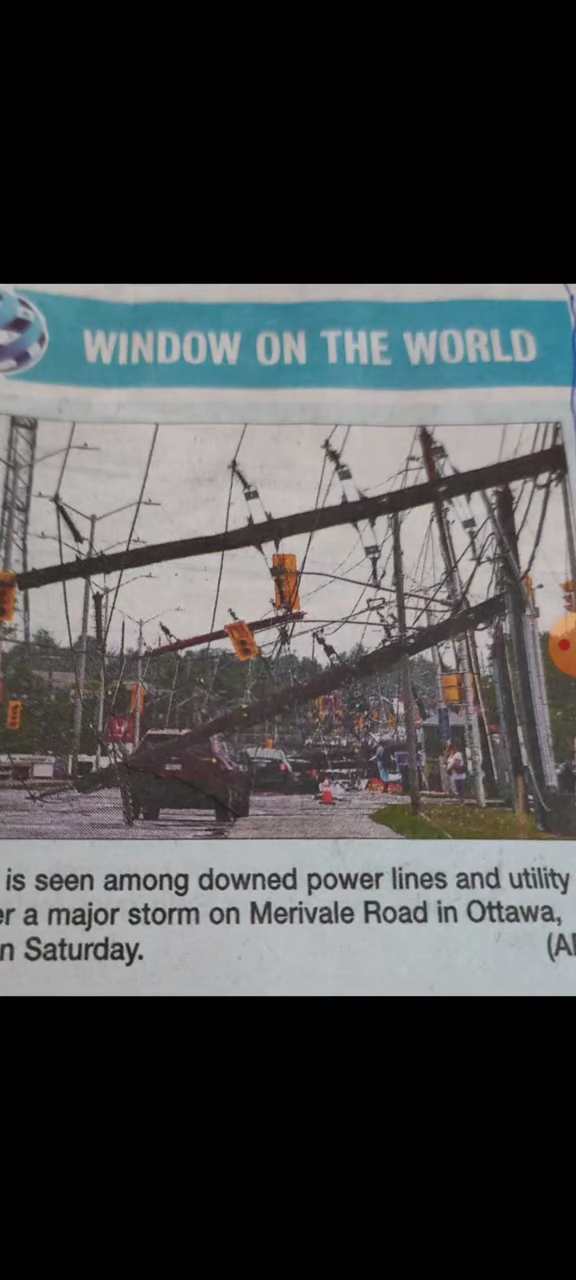 WINDOW ON THE WORLD
is seen among downed power lines and utility
er a major storm on Merivale Road in Ottawa,
n Saturday. (AP